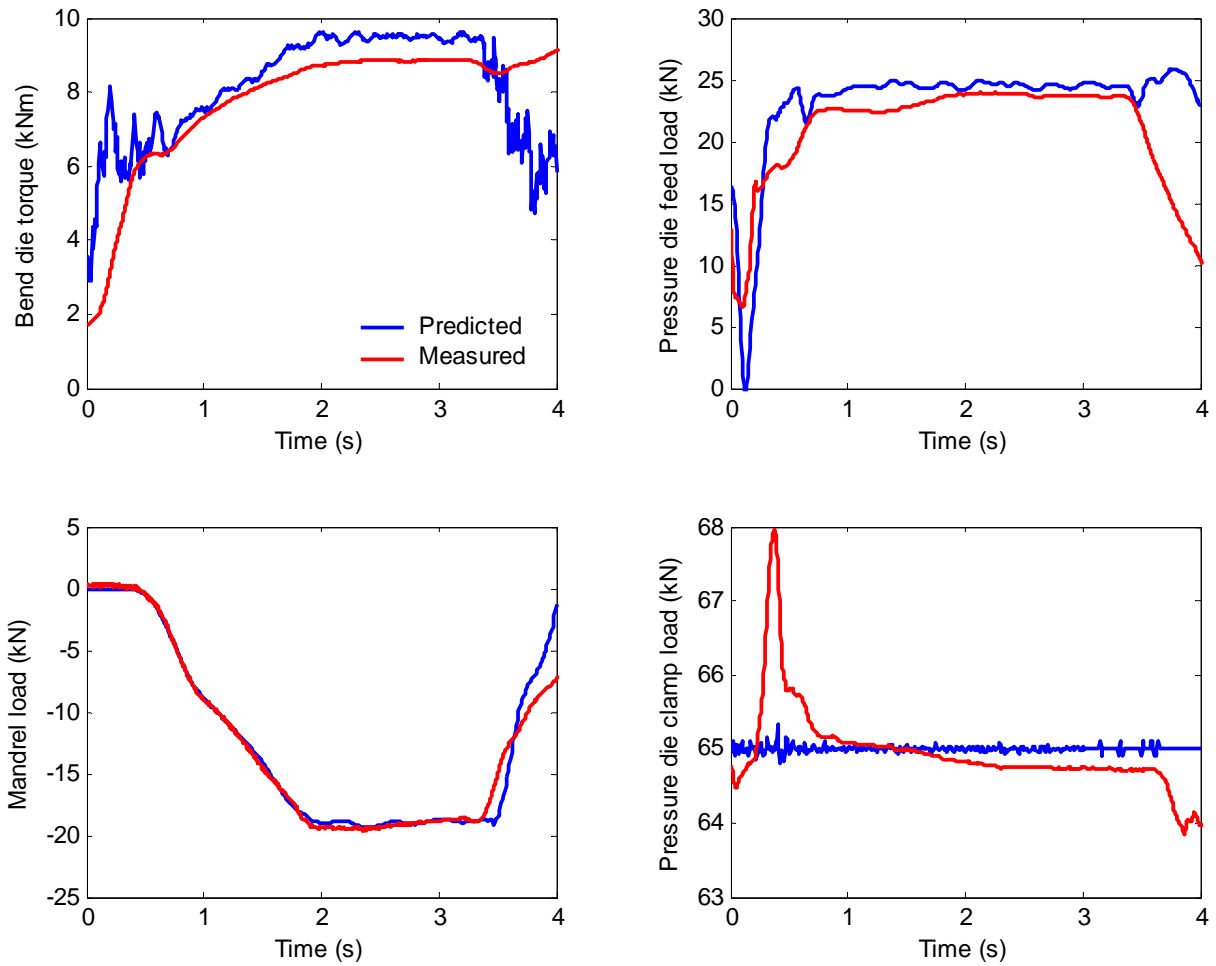 10
8
6
4
2
0
Bend die torque (kNm)
Predicted
Measured
0 1 2 3 4
Time (s)
30
25
20
15
10
5
0
Pressure die feed load (kN)
0 1 2 3 4
Time (s)
5
0
-5
-10
-15
-20
-25
Mandrel load (kN)
0 1 2 3 4
Time (s)
68
67
66
65
64
63
Pressure die clamp load (kN)
0 1 2 3 4
Time (s)